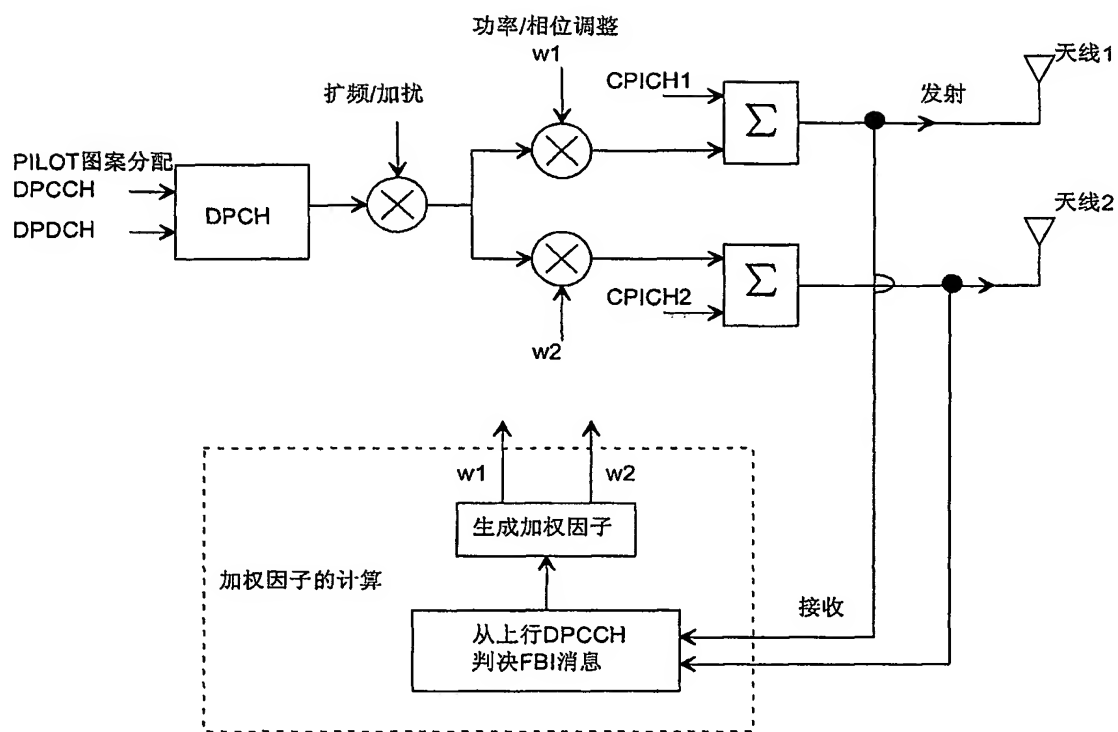 功率/相位调整
w1
天线1
CPICH1
发射
扩频/加扰
Σ
PILOT图案分配
DPCCH
DPCH
DPDCH
天线2
Σ
CPICH2
w2
w1
w2
生成加权因子
加权因子的计算
接收
从上行DPCCH
判决FBI消息